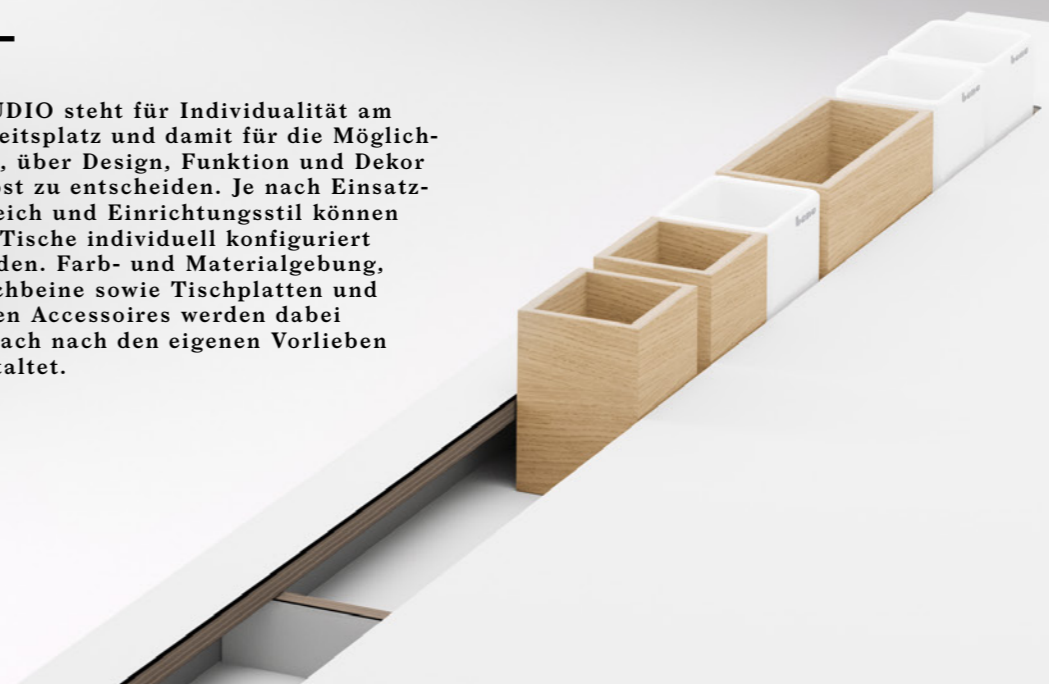 UDIO steht für Individualität am
eitsplatz und damit für die Möglich-
, über Design, Funktion und Dekor
st zu entscheiden. Je nach Einsatz-
eich und Einrichtungsstil können
Tische individuell konfiguriert
den. Farb- und Materialgebung,
chbeine sowie Tischplatten und
en Accessoires werden dabei
ach nach den eigenen Vorlieben
taltet.